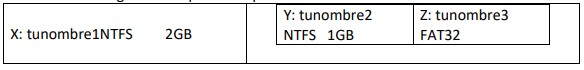 X: tunombre1NTFS 2GB
Y: tunombre2
NTFS 1GB
Z: tunombre3
FAT32